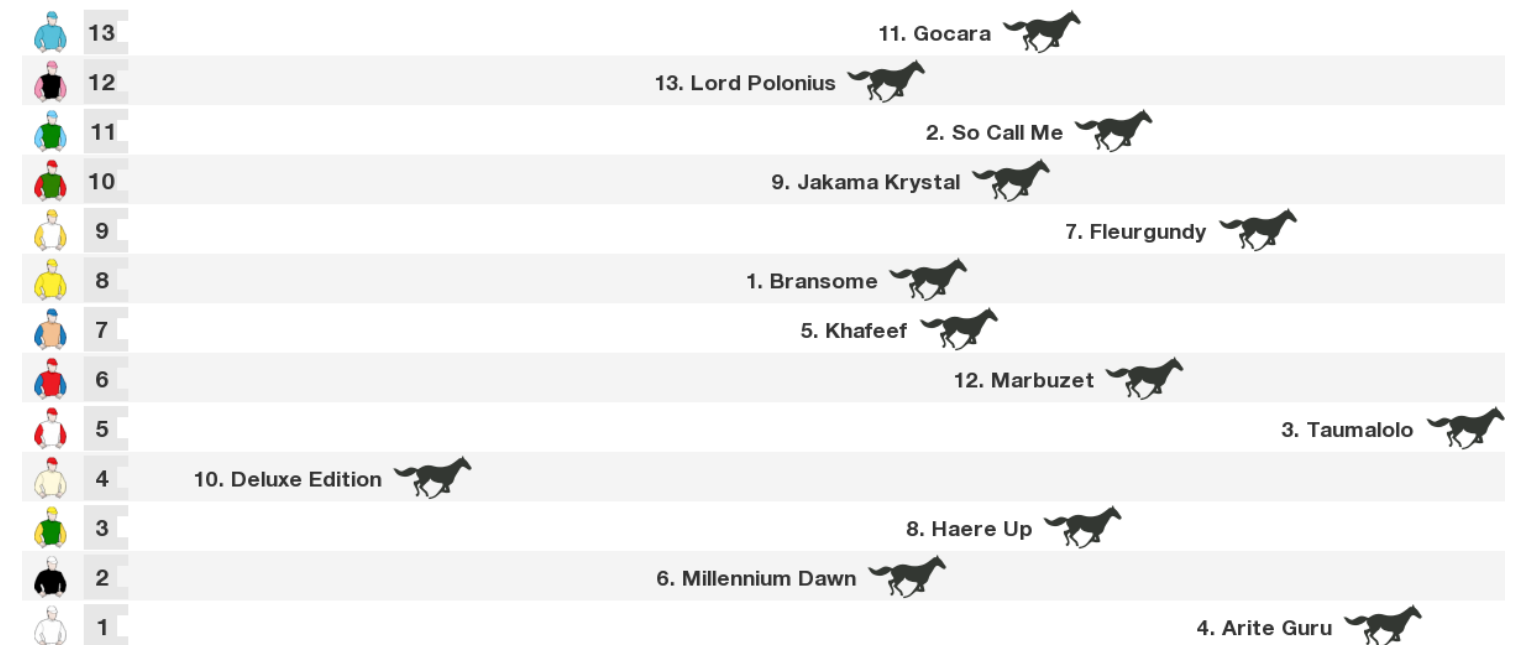 13 11. Gocara
12 13. Lord Polonius
11 2. So Call Me
10 9. Jakama Krystal
9 7. Fleurgundy
8 1. Bransome
7 5. Khafeef
6 12. Marbuzet
5 3. Taumalolo
4 10. Deluxe Edition
3 8. Haere Up
2 6. Millennium Dawn
1 4. Arite Guru